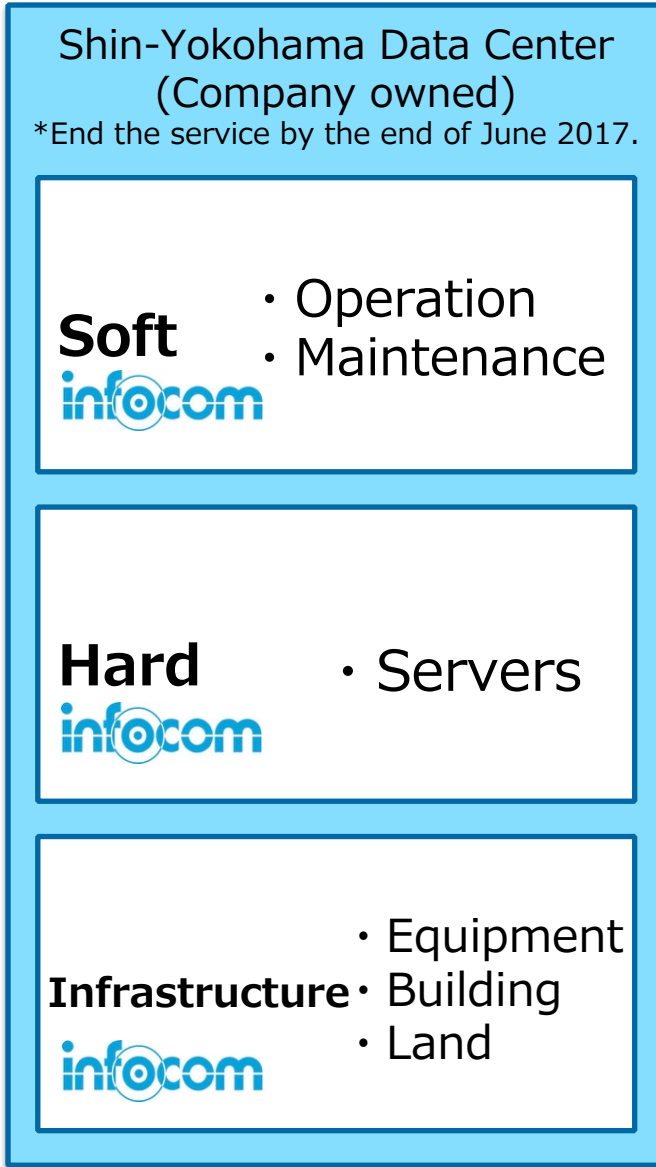 Shin-Yokohama Data Center
(Company owned)
*End the service by the end of June 2017.
Soft
infocom
・Operation
・Maintenance
Hard
infocom
・Servers
Infrastructure
infocom
・Equipment
・Building
・Land